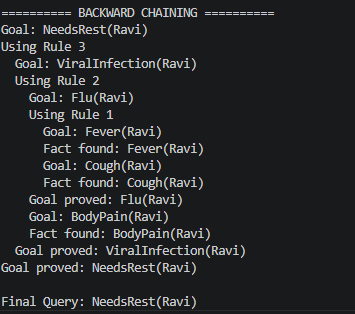 ========== BACKWARD CHAINING ==========
Goal: NeedsRest(Ravi)
Using Rule 3
  Goal: ViralInfection(Ravi)
  Using Rule 2
    Goal: Flu(Ravi)
    Using Rule 1
      Goal: Fever(Ravi)
      Fact found: Fever(Ravi)
      Goal: Cough(Ravi)
      Fact found: Cough(Ravi)
    Goal proved: Flu(Ravi)
    Goal: BodyPain(Ravi)
    Fact found: BodyPain(Ravi)
  Goal proved: ViralInfection(Ravi)
Goal proved: NeedsRest(Ravi)

Final Query: NeedsRest(Ravi)